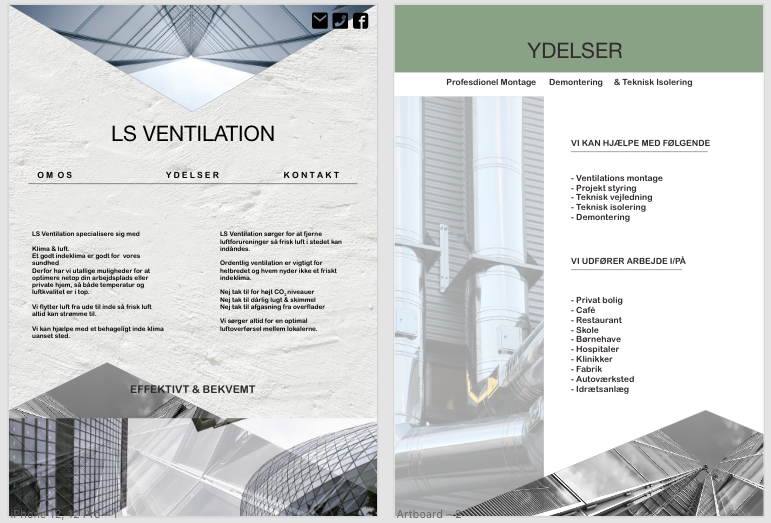 LS VENTILATION
OM OS YDELSER KONTAKT
LS Ventilation specialisere sig med
Klima & luft.
Et godt indeklima er godt for vores
sundhed
Derfor har vi utallige muligheder for at
optimere netop din arbejdsplads eller
private hjem, så både temperatur og
luftkvalitet er i top.
Vi flytter luft fra ude til inde så frisk luft
altid kan strømme til.
Vi kan hjælpe med et behageligt inde klima
uanset sted.
LS Ventilation sørger for at fjerne
luftforureninger så frisk luft i stedet kan
indåndes.
Ordentlig ventilation er vigtigt for
helbredet og hvem nyder ikke et friskt
indeklima.
Nej tak til for højt CO₂ niveauer
Nej tak til dårlig lugt & skimmel
Nej tak til afgasning fra overflader
Vi sørger altid for en optimal
luftoverførsel mellem lokalerne.
EFFEKTIVT & BEKVEMT
iPhone 12, 12 Pro – 1
YDELSER
Profesdionel Montage Demontering & Teknisk Isolering
VI KAN HJÆLPE MED FØLGENDE
- Ventilations montage
- Projekt styring
- Teknisk vejledning
- Teknisk isolering
- Demontering
VI UDFØRER ARBEJDE I/PÅ
- Privat bolig
- Cafè
- Restaurant
- Skole
- Børnehave
- Hospitaler
- Klinikker
- Fabrik
- Autoværksted
- Idrætsanlæg
Artboard – 2